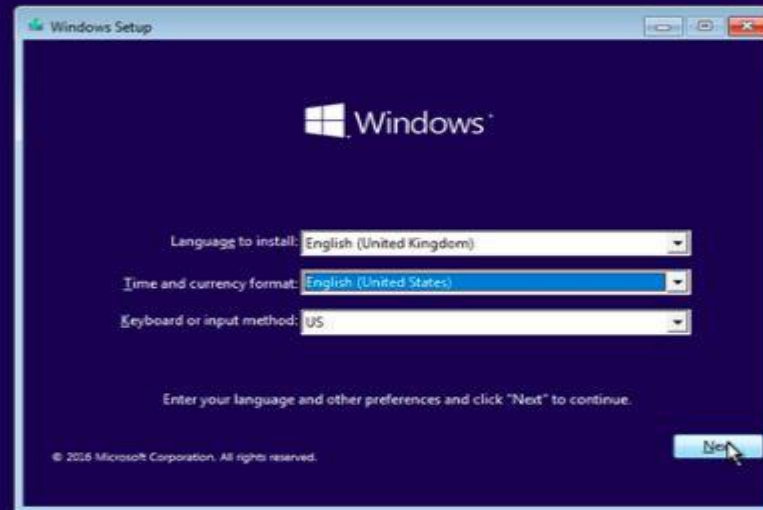 Windows Setup
Windows
Language to install: English (United Kingdom)
Time and currency format: English (United States)
Keyboard or input method: US
Enter your language and other preferences and click "Next" to continue.
Next
© 2016 Microsoft Corporation. All rights reserved.